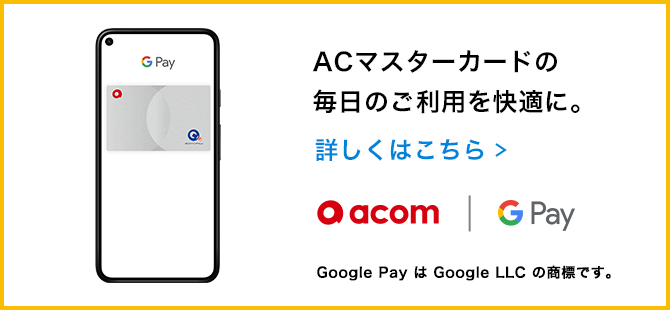 G Pay
ACマスターカードの
毎日のご利用を快適に。
詳しくはこちら >
acom
G Pay
Google Pay は Google LLC の商標です。